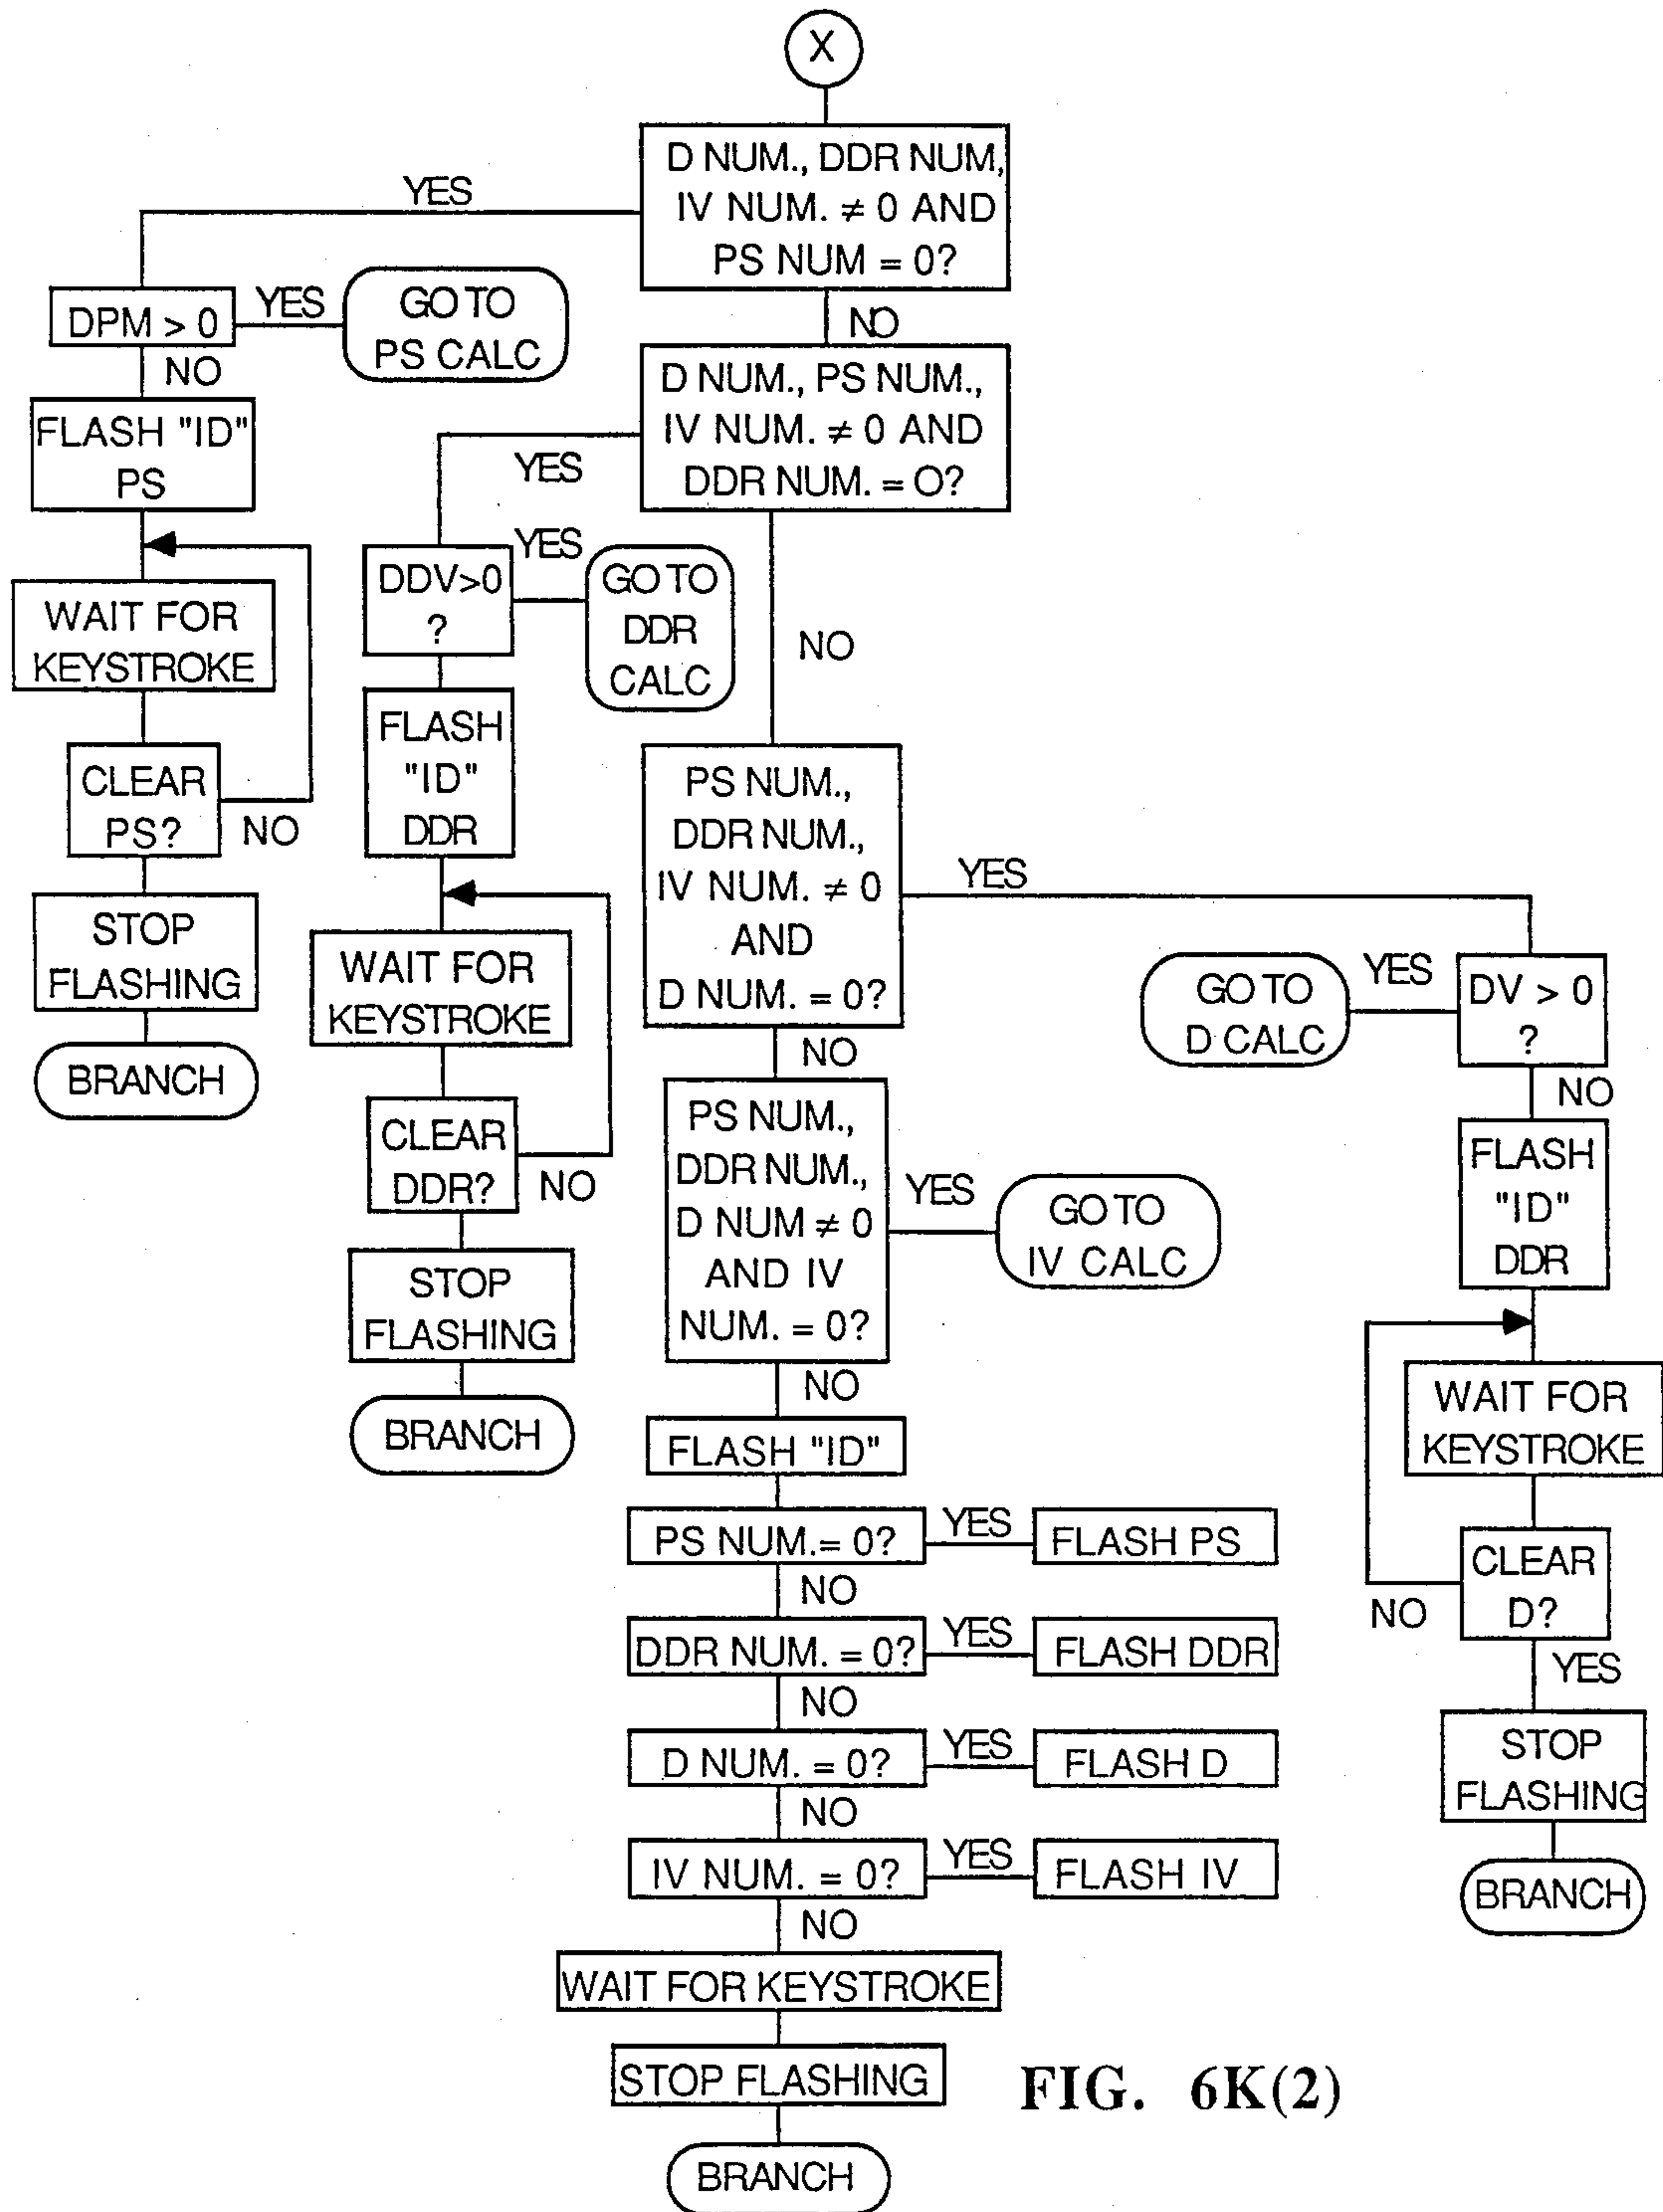 X
D NUM., DDR NUM,
IV NUM. ≠ 0 AND
PS NUM = 0?
YES
NO
DPM > 0
YES
GO TO
PS CALC
NO
FLASH "ID"
PS
WAIT FOR
KEYSTROKE
CLEAR
PS?
NO
STOP
FLASHING
BRANCH
D NUM., PS NUM.,
IV NUM. ≠ 0 AND
DDR NUM. = O?
YES
NO
DDV>0
?
YES
GO TO
DDR
CALC
FLASH
"ID"
DDR
WAIT FOR
KEYSTROKE
CLEAR
DDR?
NO
STOP
FLASHING
BRANCH
PS NUM.,
DDR NUM.,
IV NUM. ≠ 0
AND
D NUM. = 0?
YES
NO
DV > 0
?
YES
GO TO
D CALC
NO
FLASH
"ID"
DDR
WAIT FOR
KEYSTROKE
CLEAR
D?
NO
YES
STOP
FLASHING
BRANCH
PS NUM.,
DDR NUM.,
D NUM ≠ 0
AND IV
NUM. = 0?
YES
GO TO
IV CALC
NO
FLASH "ID"
PS NUM.= 0?
YES
FLASH PS
NO
DDR NUM. = 0?
YES
FLASH DDR
NO
D NUM. = 0?
YES
FLASH D
NO
IV NUM. = 0?
YES
FLASH IV
NO
WAIT FOR KEYSTROKE
STOP FLASHING
BRANCH
FIG. 6K(2)